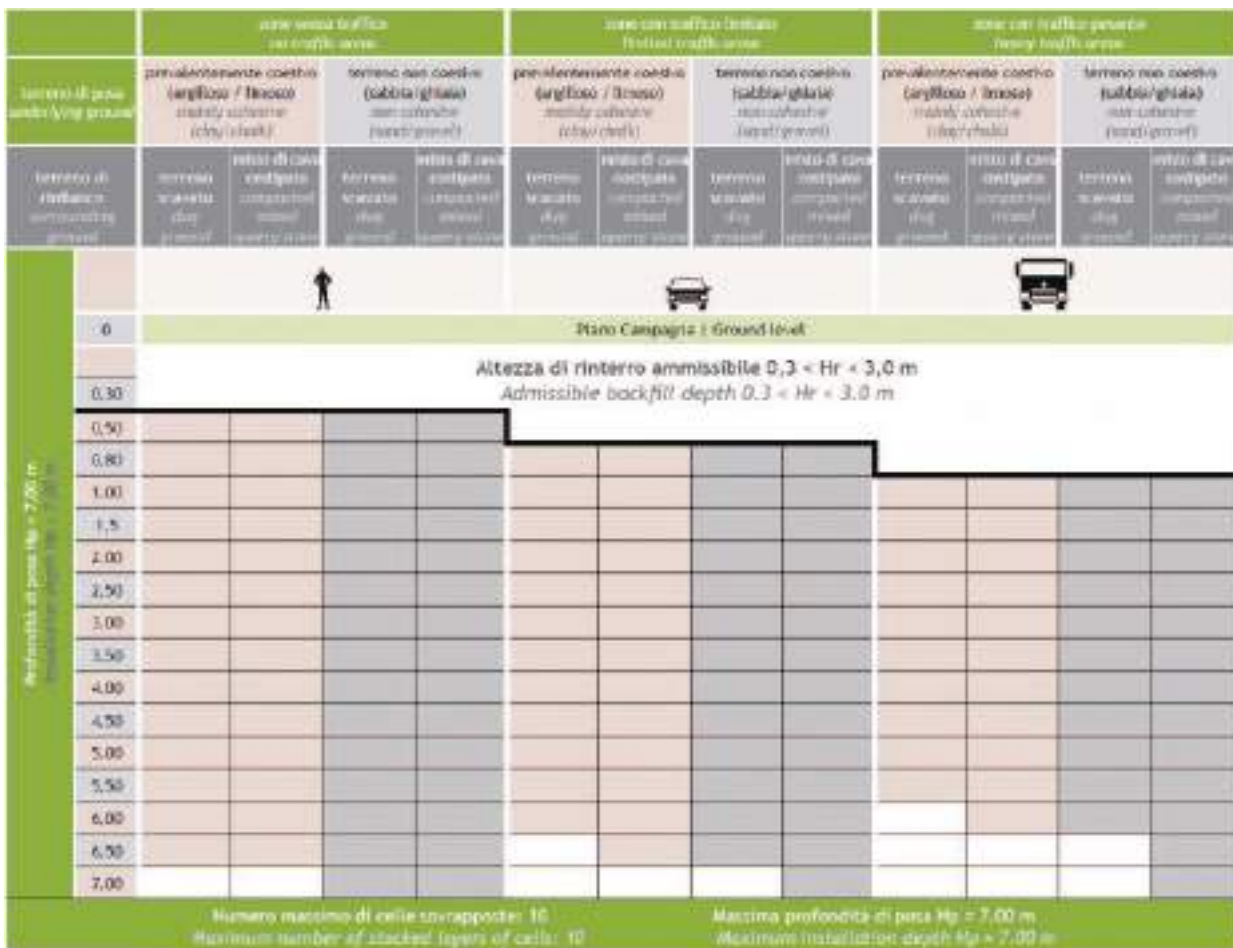 zone senza traffico
no traffic areas
zone con traffico limitato
limited traffic areas
zone con traffico pesante
heavy traffic areas
terreno di posa
underlying ground
prevalentemente coesivo
(argilloso / limoso)
mainly cohesive
(clay/chalk)
terreno non coesivo
(sabbia/ghiaia)
non cohesive
(sand/gravel)
prevalentemente coesivo
(argilloso / limoso)
mainly cohesive
(clay/chalk)
terreno non coesivo
(sabbia/ghiaia)
non cohesive
(sand/gravel)
prevalentemente coesivo
(argilloso / limoso)
mainly cohesive
(clay/chalk)
terreno non coesivo
(sabbia/ghiaia)
non cohesive
(sand/gravel)
terreno di
rinfianco
surrounding
ground
terreno
scavato
dug
ground
misto di cava
costipato
compacted
mixed
quarry stone
terreno
scavato
dug
ground
misto di cava
costipato
compacted
mixed
quarry stone
terreno
scavato
dug
ground
misto di cava
costipato
compacted
mixed
quarry stone
terreno
scavato
dug
ground
misto di cava
costipato
compacted
mixed
quarry stone
terreno
scavato
dug
ground
misto di cava
costipato
compacted
mixed
quarry stone
terreno
scavato
dug
ground
misto di cava
costipato
compacted
mixed
quarry stone
0
Piano Campagna : Ground level
Altezza di rinterro ammissibile 0,3 < Hr < 3,0 m
Admissible backfill depth 0.3 < Hr < 3.0 m
Profondità di posa Hp = 7,00 m
Installation depth Hp = 7,00 m
0,30
0,50
0,80
1,00
1,5
2,00
2,50
3,00
3,50
4,00
4,50
5,00
5,50
6,00
6,50
7,00
Numero massimo di celle sovrapposte: 10
Maximum number of stacked layers of cells: 10
Massima profondità di posa Hp = 7.00 m
Maximum installation depth Hp = 7.00 m